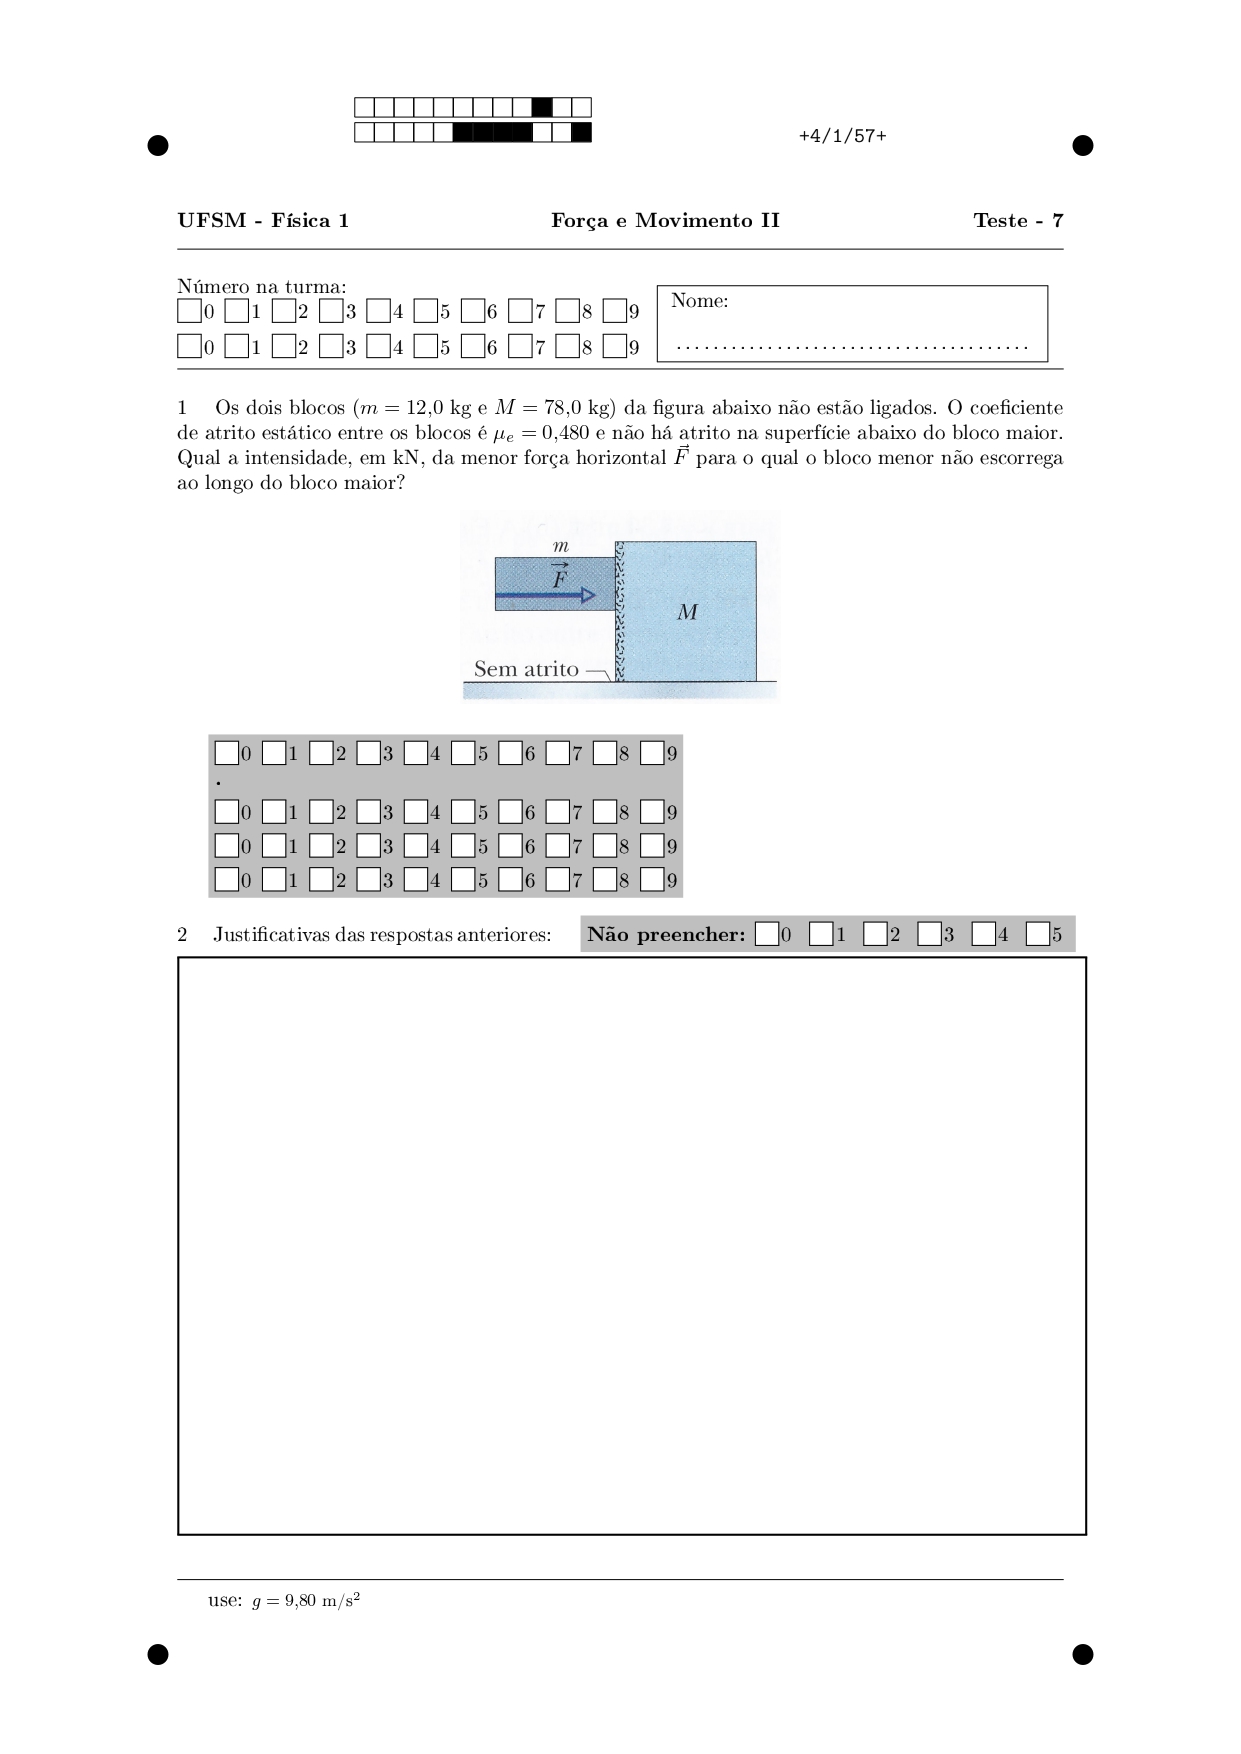 +4/1/57+
UFSM - Física 1 Força e Movimento II Teste - 7
Número na turma:
0 1 2 3 4 5 6 7 8 9
0 1 2 3 4 5 6 7 8 9
Nome:
......................................
1 Os dois blocos (m = 12,0 kg e M = 78,0 kg) da figura abaixo não estão ligados. O coeficiente
de atrito estático entre os blocos é μe = 0,480 e não há atrito na superfície abaixo do bloco maior.
Qual a intensidade, em kN, da menor força horizontal F⃗ para o qual o bloco menor não escorrega
ao longo do bloco maior?
m
F⃗
M
Sem atrito
0 1 2 3 4 5 6 7 8 9
.
0 1 2 3 4 5 6 7 8 9
0 1 2 3 4 5 6 7 8 9
0 1 2 3 4 5 6 7 8 9
2 Justificativas das respostas anteriores: Não preencher: 0 1 2 3 4 5
use: g = 9,80 m/s²